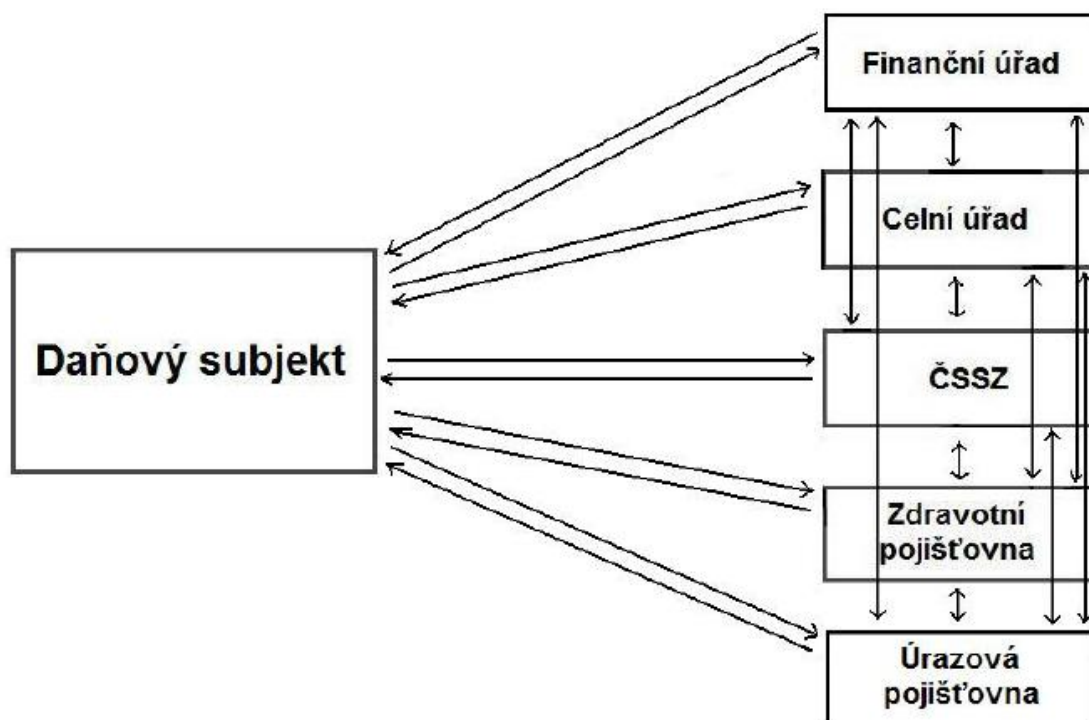 Finanční úřad
Celní úřad
Daňový subjekt
ČSSZ
Zdravotní
pojišťovna
Úrazová
pojišťovna